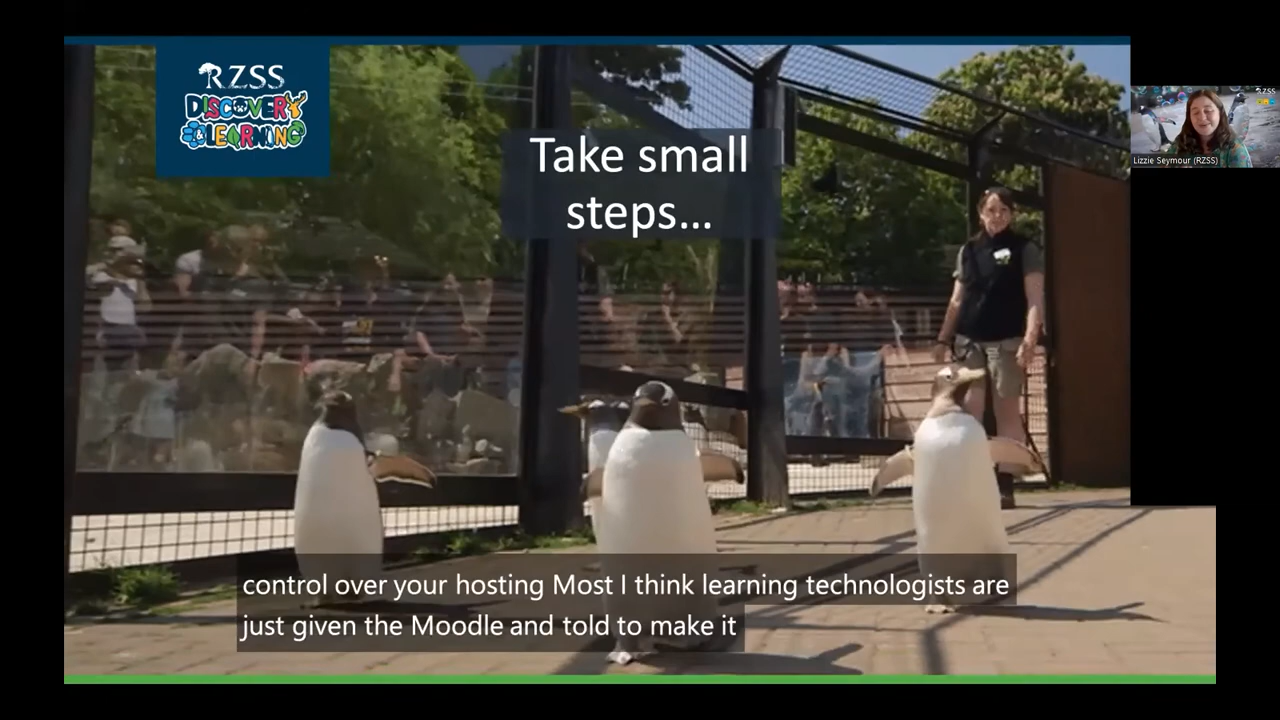 RZSS
DISCOVERY
& LEARNING
Take small
steps...
RZSS
Lizzie Seymour (RZSS)
control over your hosting Most I think learning technologists are
just given the Moodle and told to make it